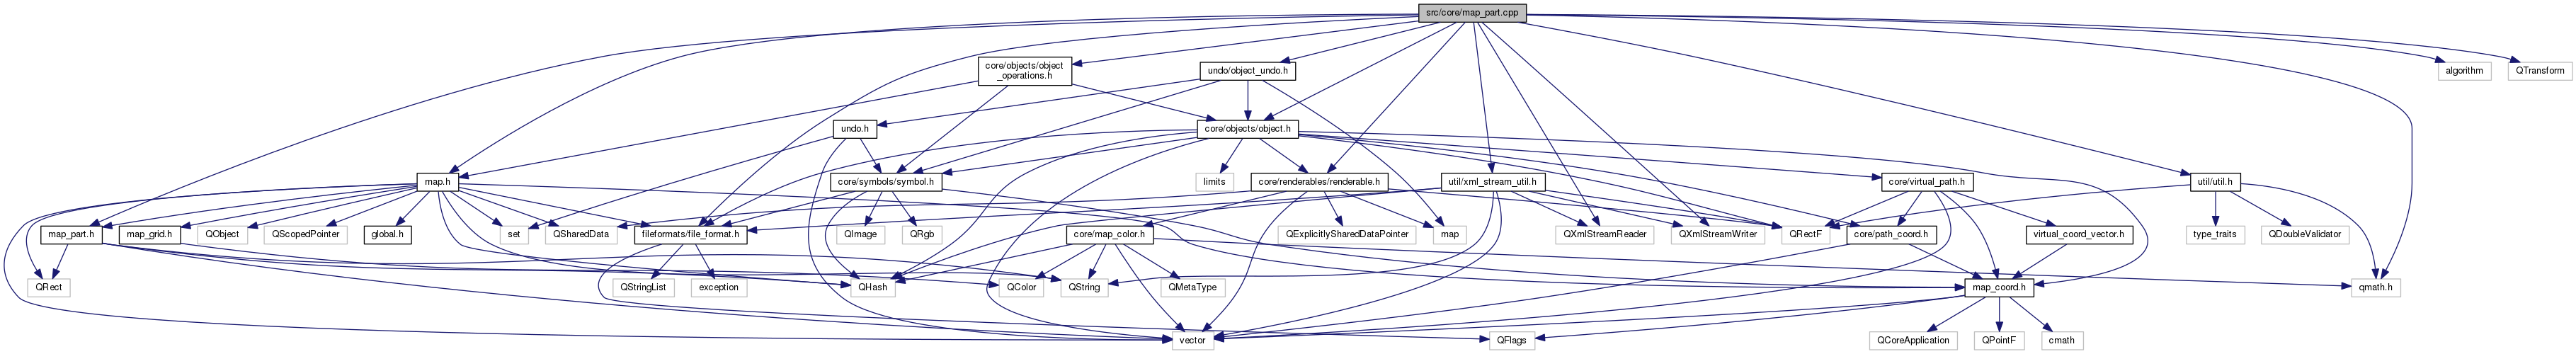 src/core/map_part.cpp
core/objects/object
_operations.h
undo/object_undo.h
algorithm
QTransform
undo.h
core/objects/object.h
map.h
core/symbols/symbol.h
limits
core/renderables/renderable.h
util/xml_stream_util.h
core/virtual_path.h
util/util.h
map_part.h
map_grid.h
QObject
QScopedPointer
global.h
set
QSharedData
fileformats/file_format.h
QImage
QRgb
core/map_color.h
QExplicitlySharedDataPointer
map
QXmlStreamReader
QXmlStreamWriter
QRectF
core/path_coord.h
virtual_coord_vector.h
type_traits
QDoubleValidator
QRect
QStringList
exception
QHash
QColor
QString
QMetaType
map_coord.h
qmath.h
vector
QFlags
QCoreApplication
QPointF
cmath